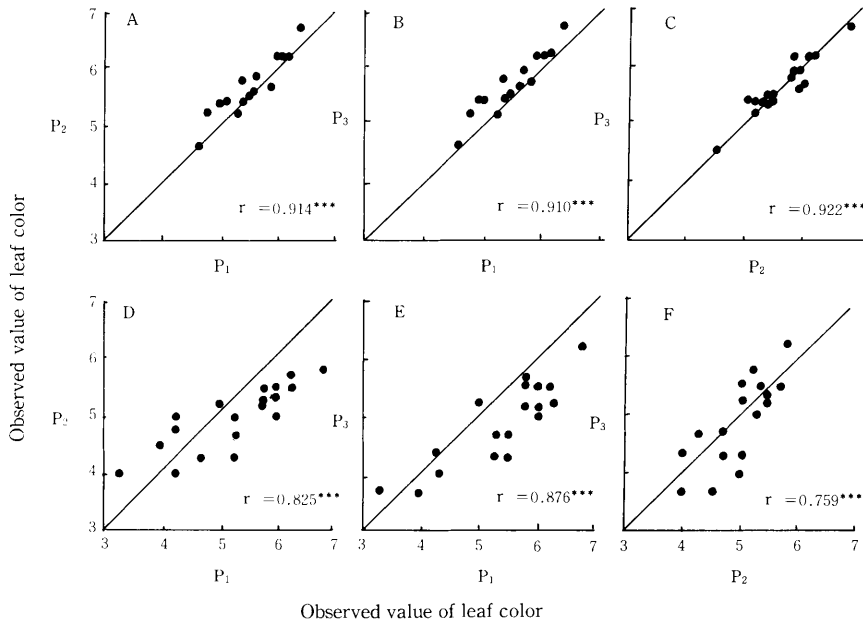 A
B
C
7
6
P₂
5
4
3
P₃
P₃
r =0.914***
r =0.910***
r =0.922***
P₁
P₁
P₂
Observed value of leaf color
D
E
F
7
6
P₂
5
4
3
P₃
P₃
r =0.825***
r =0.876***
r =0.759***
3 4 5 6 7
3 4 5 6 7
3 4 5 6 7
P₁
P₁
P₂
Observed value of leaf color